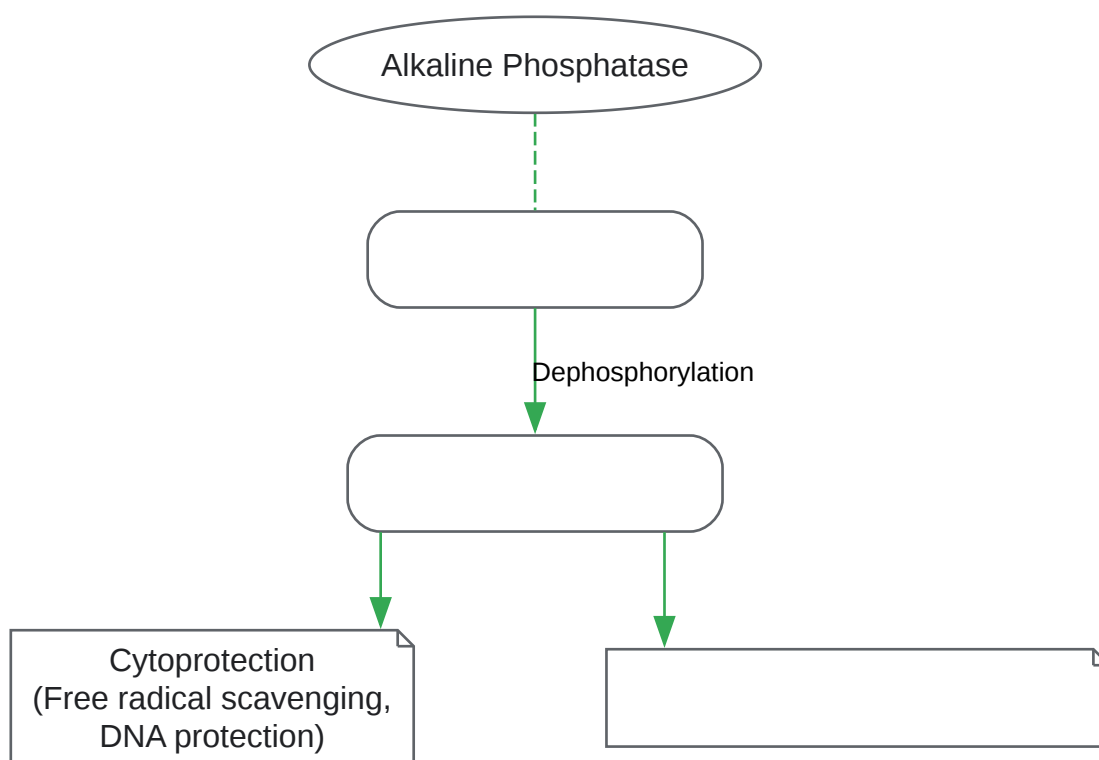 Alkaline Phosphatase
Dephosphorylation
Cytoprotection
(Free radical scavenging,
DNA protection)